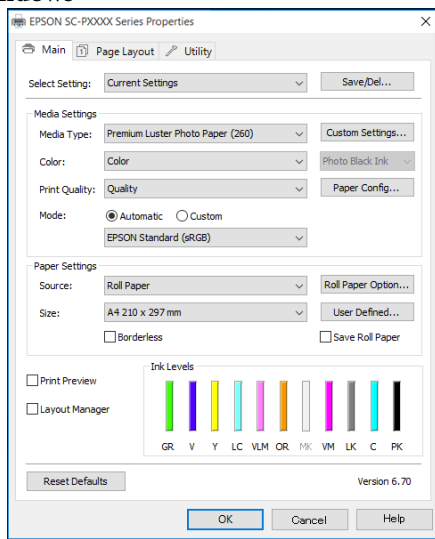 EPSON SC-PXXXX Series Properties
Main Page Layout Utility
Select Setting: Current Settings Save/Del...
Media Settings
Media Type: Premium Luster Photo Paper (260) Custom Settings...
Color: Color Photo Black Ink
Print Quality: Quality Paper Config...
Mode: Automatic Custom
EPSON Standard (sRGB)
Paper Settings
Source: Roll Paper Roll Paper Option...
Size: A4 210 x 297 mm User Defined...
Borderless Save Roll Paper
Ink Levels
Print Preview
Layout Manager
GR V Y LC VLM OR MK VM LK C PK
Reset Defaults Version 6.70
OK Cancel Help